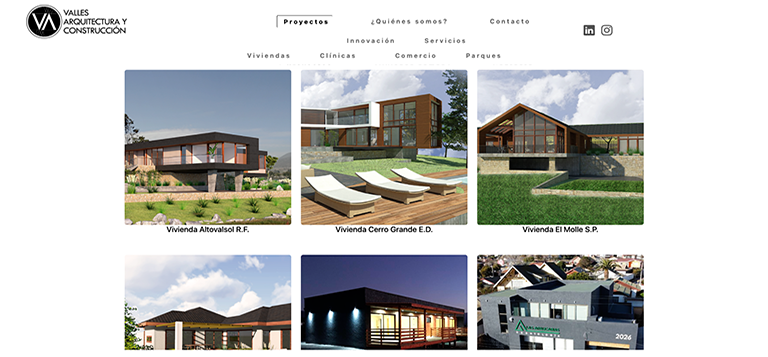 VALLES
ARQUITECTURA Y
CONSTRUCCIÓN
Proyectos ¿Quiénes somos? Contacto
Innovación Servicios
Viviendas Clínicas Comercio Parques
Vivienda Altovalsol R.F. Vivienda Cerro Grande E.D. Vivienda El Molle S.P.
2026